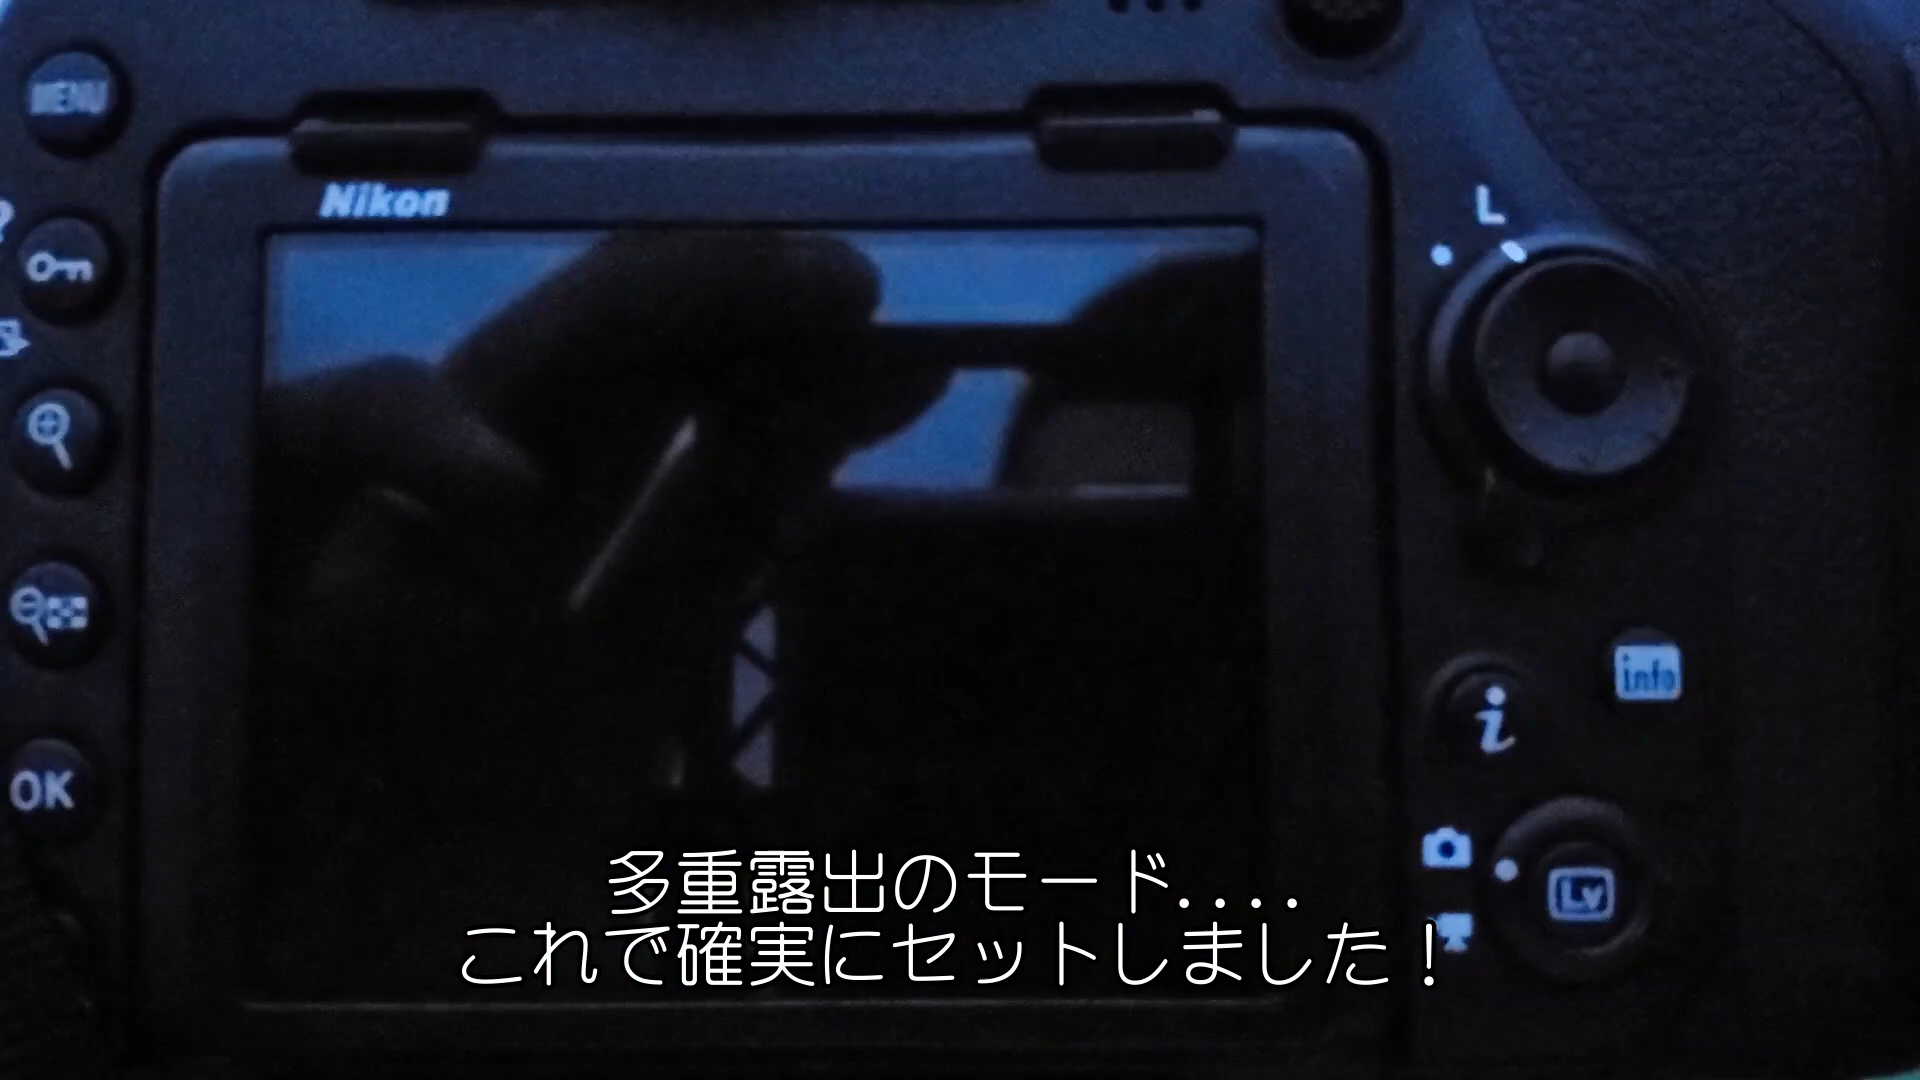 MENU
Nikon
L
?
info
i
OK
Lv
多重露出のモード....
これで確実にセットしました！